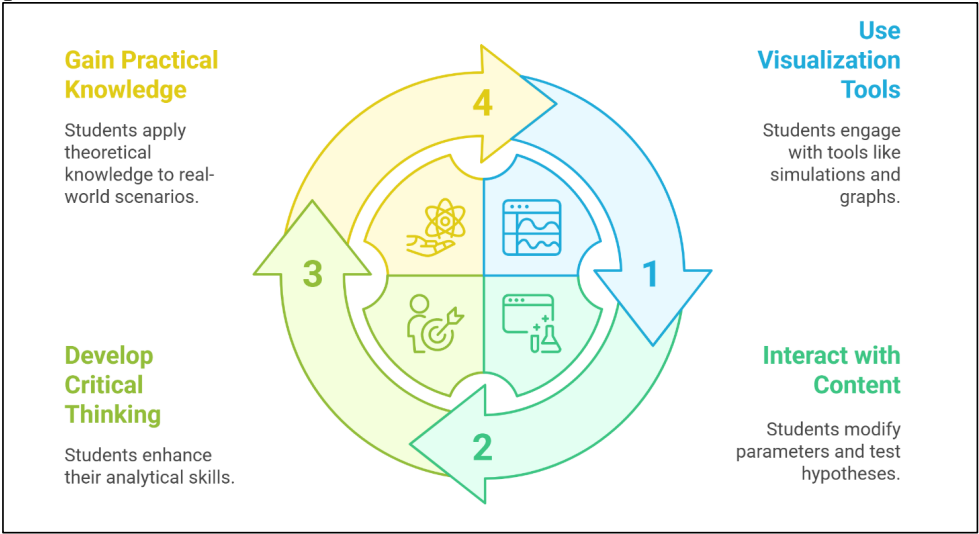 Gain Practical
Knowledge
Students apply
theoretical
knowledge to real-
world scenarios.
4
Use
Visualization
Tools
Students engage
with tools like
simulations and
graphs.
3
1
Develop
Critical
Thinking
Students enhance
their analytical skills.
2
Interact with
Content
Students modify
parameters and test
hypotheses.